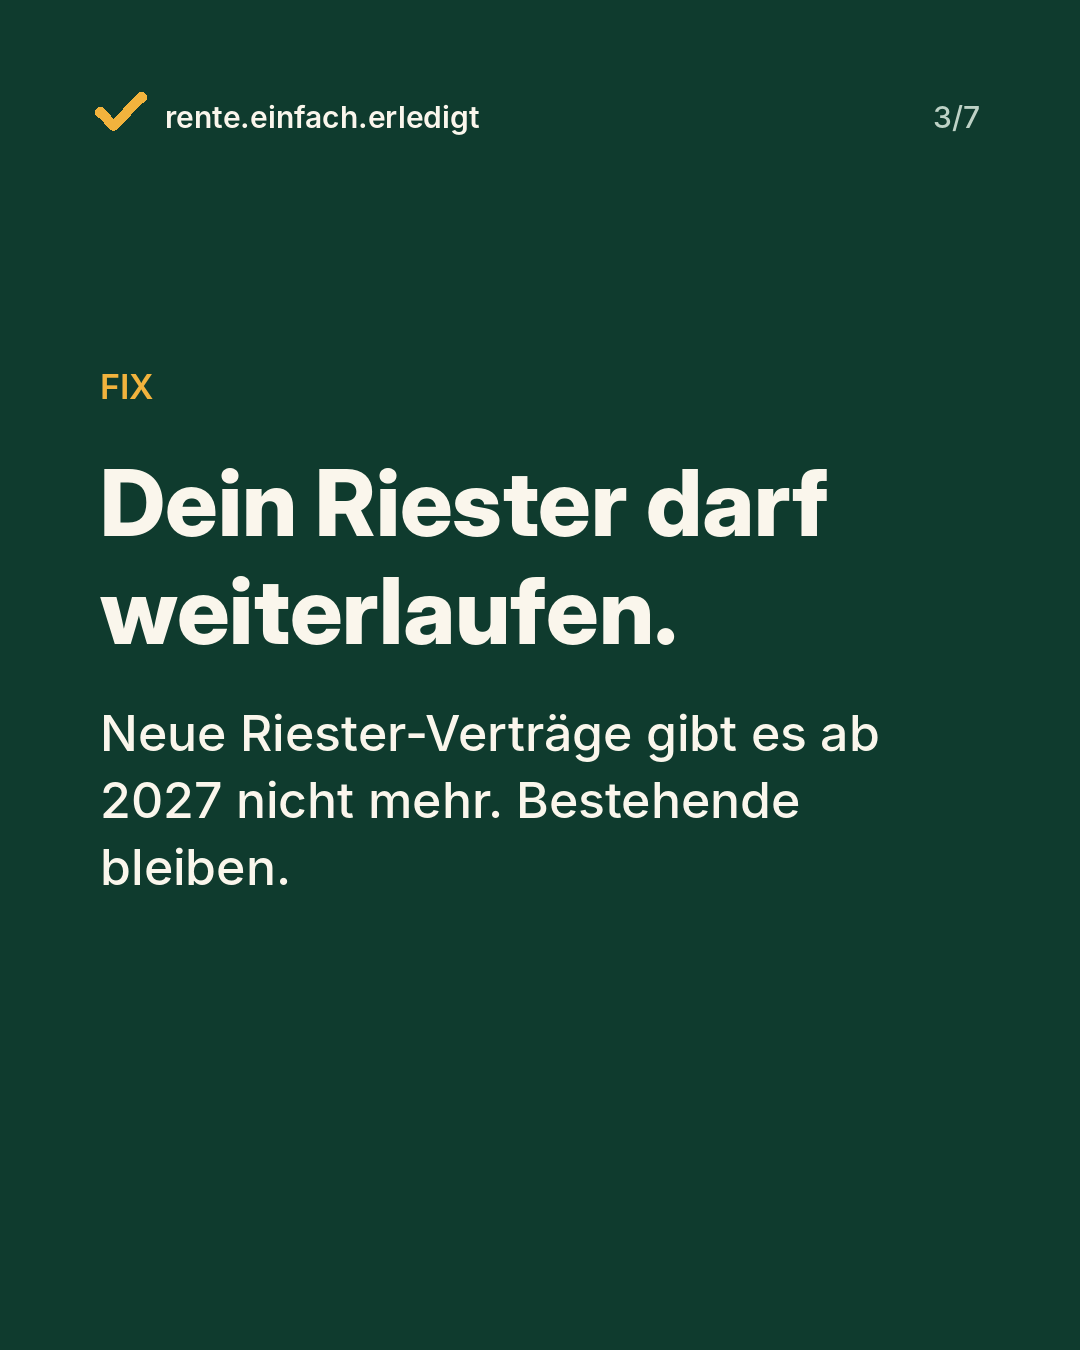 rente.einfach.erledigt
3/7
FIX
Dein Riester darf
weiterlaufen.
Neue Riester-Verträge gibt es ab
2027 nicht mehr. Bestehende
bleiben.